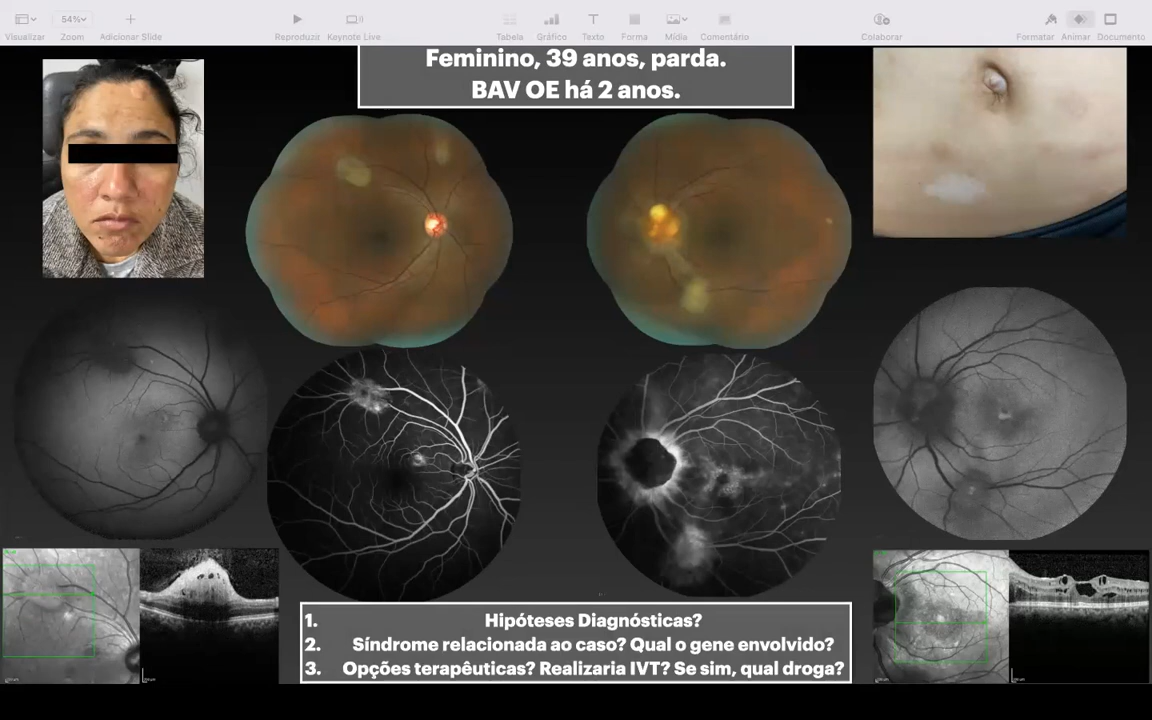 54%
Visualizar
Zoom
Adicionar Slide
Reproduzir
Keynote Live
Tabela
Gráfico
Texto
Forma
Mídia
Comentário
Colaborar
Formatar
Animar
Documento
Feminino, 39 anos, parda.
BAV OE há 2 anos.
1. Hipóteses Diagnósticas?
2. Síndrome relacionada ao caso? Qual o gene envolvido?
3. Opções terapêuticas? Realizaria IVT? Se sim, qual droga?